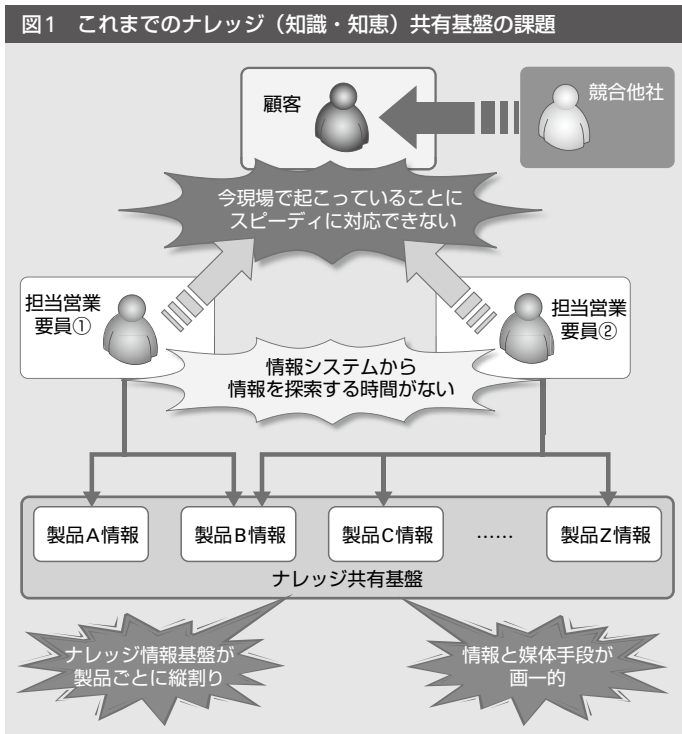 図1　これまでのナレッジ（知識・知恵）共有基盤の課題
顧客
競合他社
今現場で起こっていることに
スピーディに対応できない
担当営業
要員①
担当営業
要員②
情報システムから
情報を探索する時間がない
製品A情報
製品B情報
製品C情報
……
製品Z情報
ナレッジ共有基盤
ナレッジ情報基盤が
製品ごとに縦割り
情報と媒体手段が
画一的